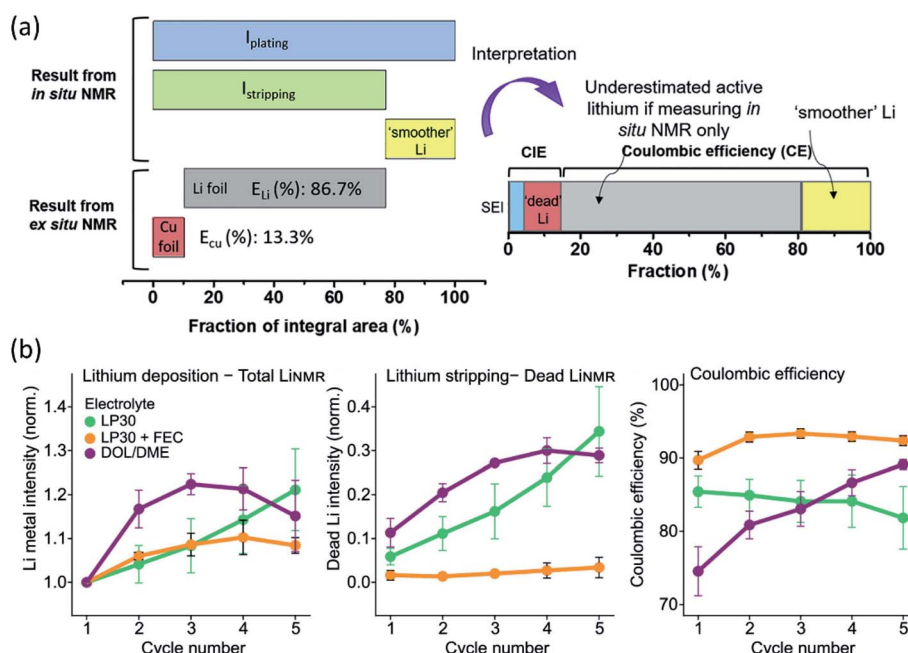 (a)
Result from
in situ NMR
Iplating
Istripping
'smoother'
Li
Result from
ex situ NMR
Li foil ELi (%): 86.7%
Cu
foil
Ecu (%): 13.3%
0 20 40 60 80 100
Fraction of integral area (%)
Interpretation
Underestimated active
lithium if measuring in
situ NMR only
'smoother' Li
CIE
Coulombic efficiency (CE)
SEI
'dead'
Li
0 20 40 60 80 100
Fraction (%)
(b)
Lithium deposition – Total LiNMR
Electrolyte
LP30
LP30 + FEC
DOL/DME
Li metal intensity (norm.)
1.4
1.3
1.2
1.1
1.0
1 2 3 4 5
Cycle number
Lithium stripping– Dead LiNMR
Dead Li intensity (norm.)
0.4
0.3
0.2
0.1
0.0
1 2 3 4 5
Cycle number
Coulombic efficiency
Coulombic efficiency (%)
100
90
80
70
1 2 3 4 5
Cycle number